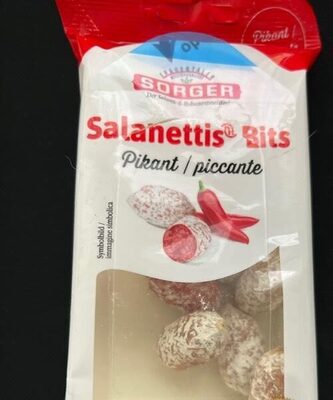 Pikant /
SORGER
Salanettis Bits
Pikant / piccante
Symbolbild /
immagine simbolica